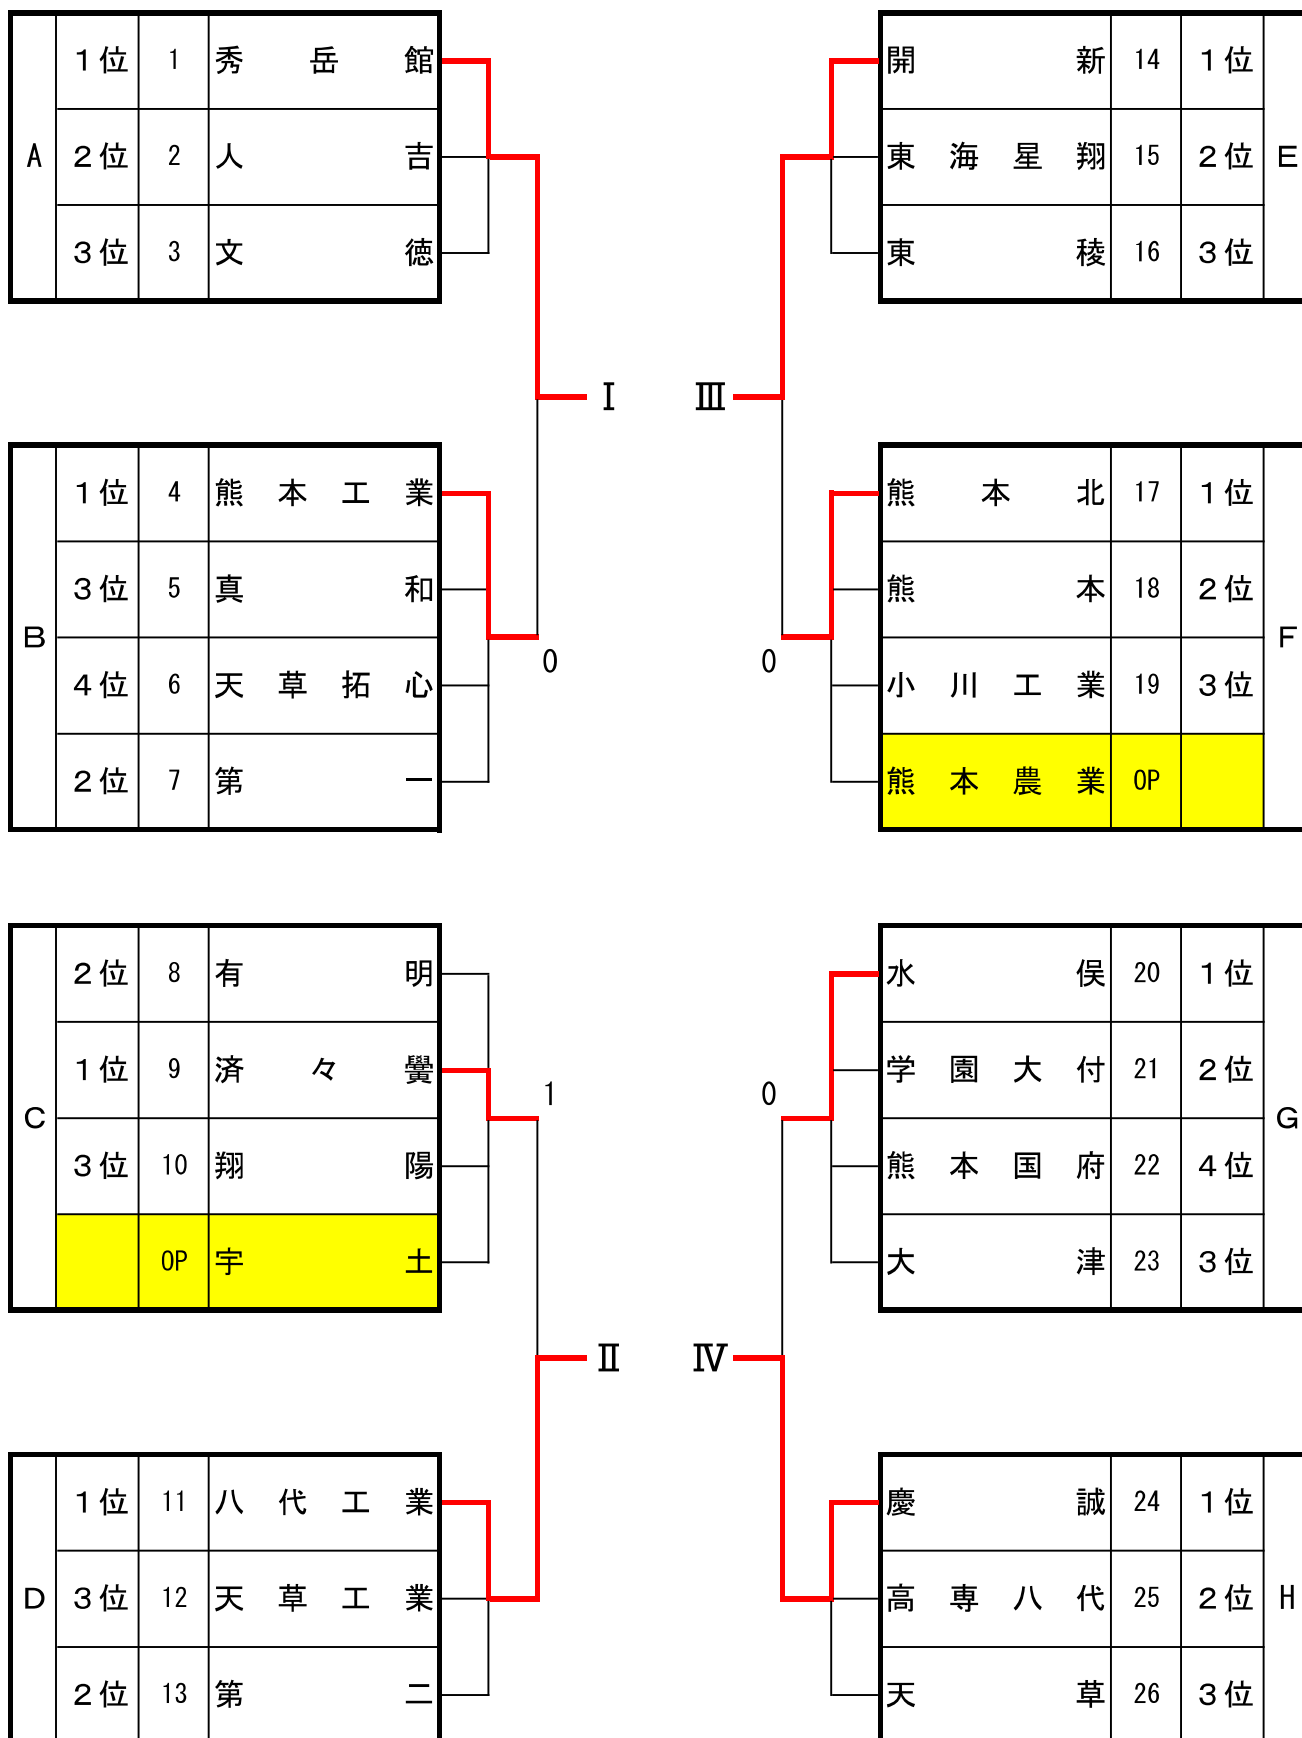 A
1位 1 秀岳館
2位 2 人吉
3位 3 文徳
I
B
1位 4 熊本工業
3位 5 真和
4位 6 天草拓心
2位 7 第一
0
C
2位 8 有明
1位 9 済々黌
3位 10 翔陽
OP 宇土
1
II
D
1位 11 八代工業
3位 12 天草工業
2位 13 第二
開新 14 1位
東海星翔 15 2位
東稜 16 3位
E
III
熊本北 17 1位
熊本 18 2位
小川工業 19 3位
熊本農業 OP
F
0
水俣 20 1位
学園大付 21 2位
熊本国府 22 4位
大津 23 3位
G
0
IV
慶誠 24 1位
高専八代 25 2位
天草 26 3位
H